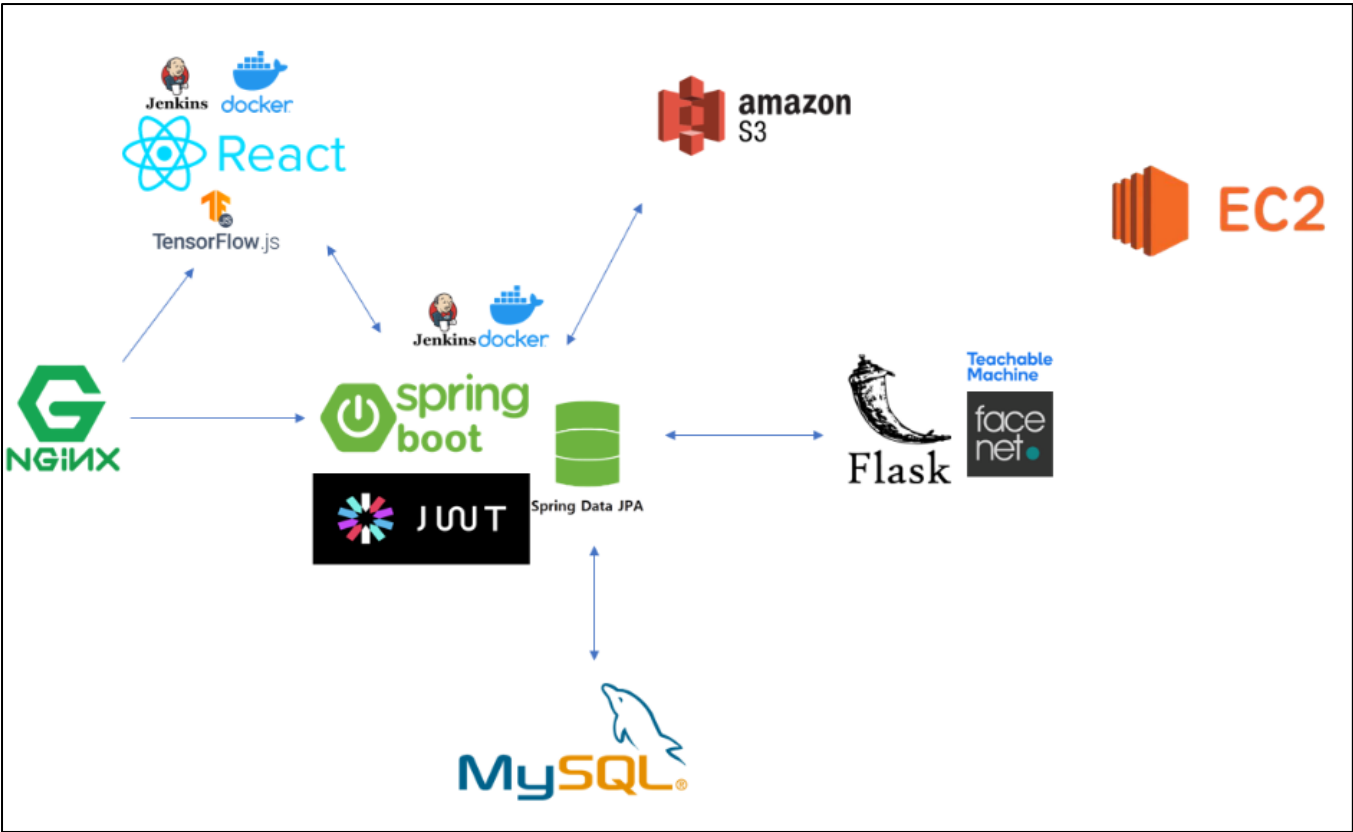 Jenkins
docker
React
TensorFlow.js
amazon
S3
EC2
Jenkins
docker
NGiNX
spring
boot
JWT
Spring Data JPA
Flask
Teachable
Machine
face
net
MySQL®